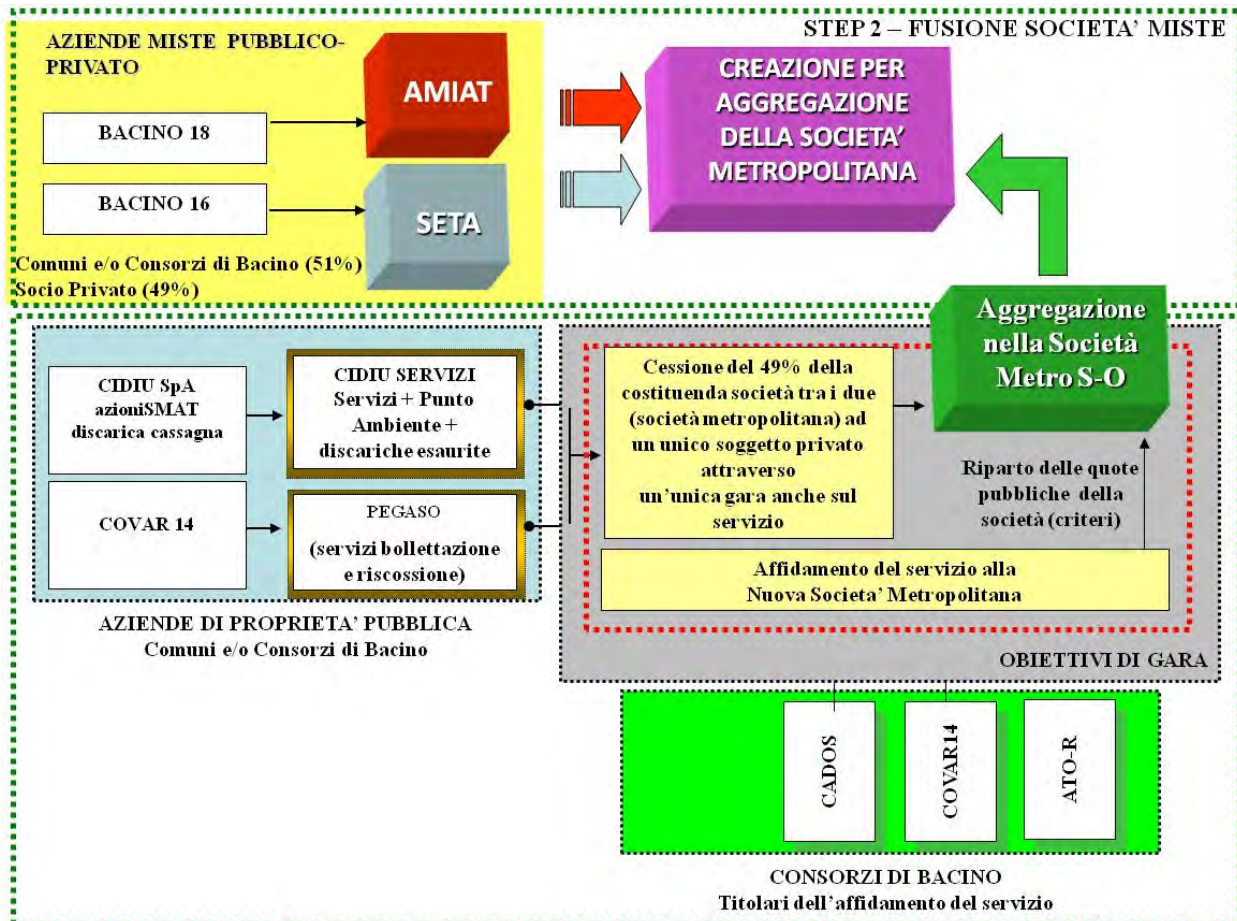 STEP 2 – FUSIONE SOCIETA’ MISTE
AZIENDE MISTE PUBBLICO-
PRIVATO
BACINO 18
BACINO 16
AMIAT
SETA
Comuni e/o Consorzi di Bacino (51%)
Socio Privato (49%)
CREAZIONE PER
AGGREGAZIONE
DELLA SOCIETA’
METROPOLITANA
Aggregazione
nella Società
Metro S-O
CIDIU SpA
azioniSMAT
discarica cassagna
COVAR 14
CIDIU SERVIZI
Servizi + Punto
Ambiente +
discariche esaurite
PEGASO
(servizi bollettazione
e riscossione)
AZIENDE DI PROPRIETA’ PUBBLICA
Comuni e/o Consorzi di Bacino
Cessione del 49% della
costituenda società tra i due
(società metropolitana) ad
un unico soggetto privato
attraverso
un’unica gara anche sul
servizio
Riparto delle quote
pubbliche della
società (criteri)
Affidamento del servizio alla
Nuova Societa’ Metropolitana
OBIETTIVI DI GARA
CADOS
COVAR14
ATO-R
CONSORZI DI BACINO
Titolari dell’affidamento del servizio